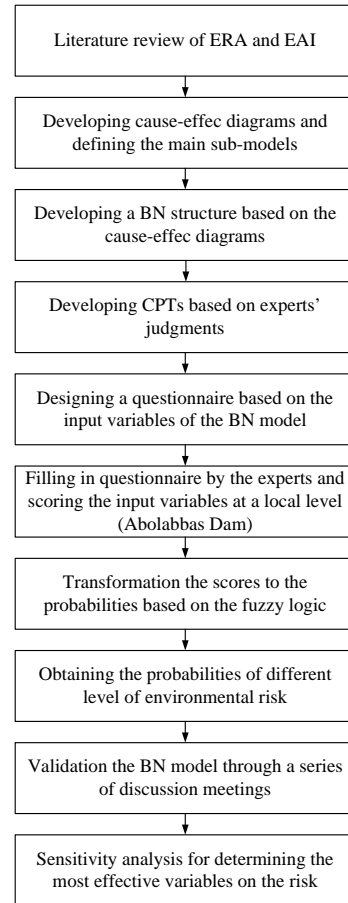 Literature review of ERA and EAI
Developing cause-effec diagrams and
defining the main sub-models
Developing a BN structure based on the
cause-effec diagrams
Developing CPTs based on experts'
judgments
Designing a questionnaire based on the
input variables of the BN model
Filling in questionnaire by the experts and
scoring the input variables at a local level
(Abolabbas Dam)
Transformation the scores to the
probabilities based on the fuzzy logic
Obtaining the probabilities of different
level of environmental risk
Validation the BN model through a series
of discussion meetings
Sensitivity analysis for determining the
most effective variables on the risk